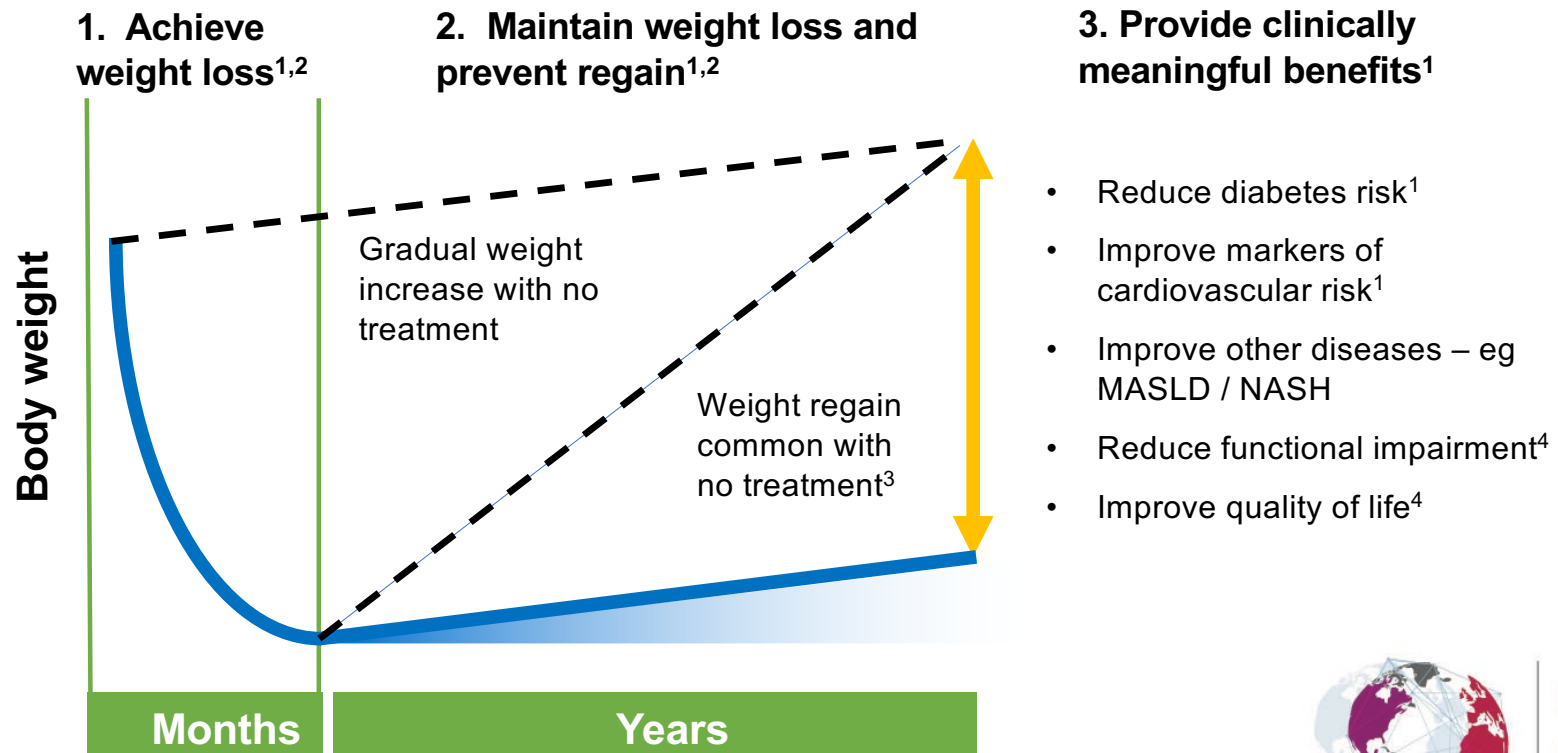 1. Achieve
weight loss¹,²
2. Maintain weight loss and
prevent regain¹,²
3. Provide clinically
meaningful benefits¹
Body weight
Gradual weight
increase with no
treatment
Weight regain
common with
no treatment³
• Reduce diabetes risk¹
• Improve markers of
cardiovascular risk¹
• Improve other diseases – eg
MASLD / NASH
• Reduce functional impairment⁴
• Improve quality of life⁴
Months
Years